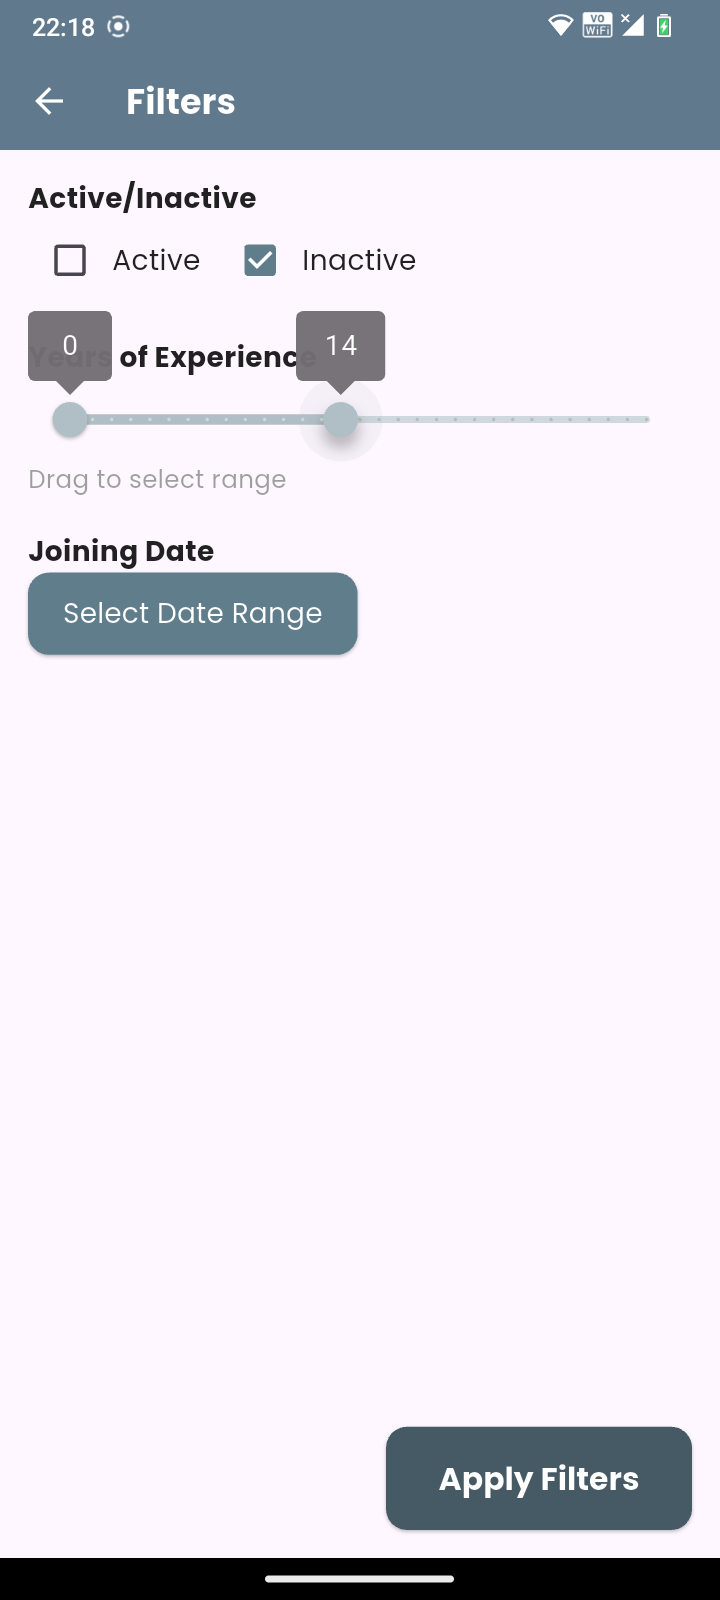 22:18
VO
WiFi
Filters
Active/Inactive
Active Inactive
0 14
Years of Experience
Drag to select range
Joining Date
Select Date Range
Apply Filters